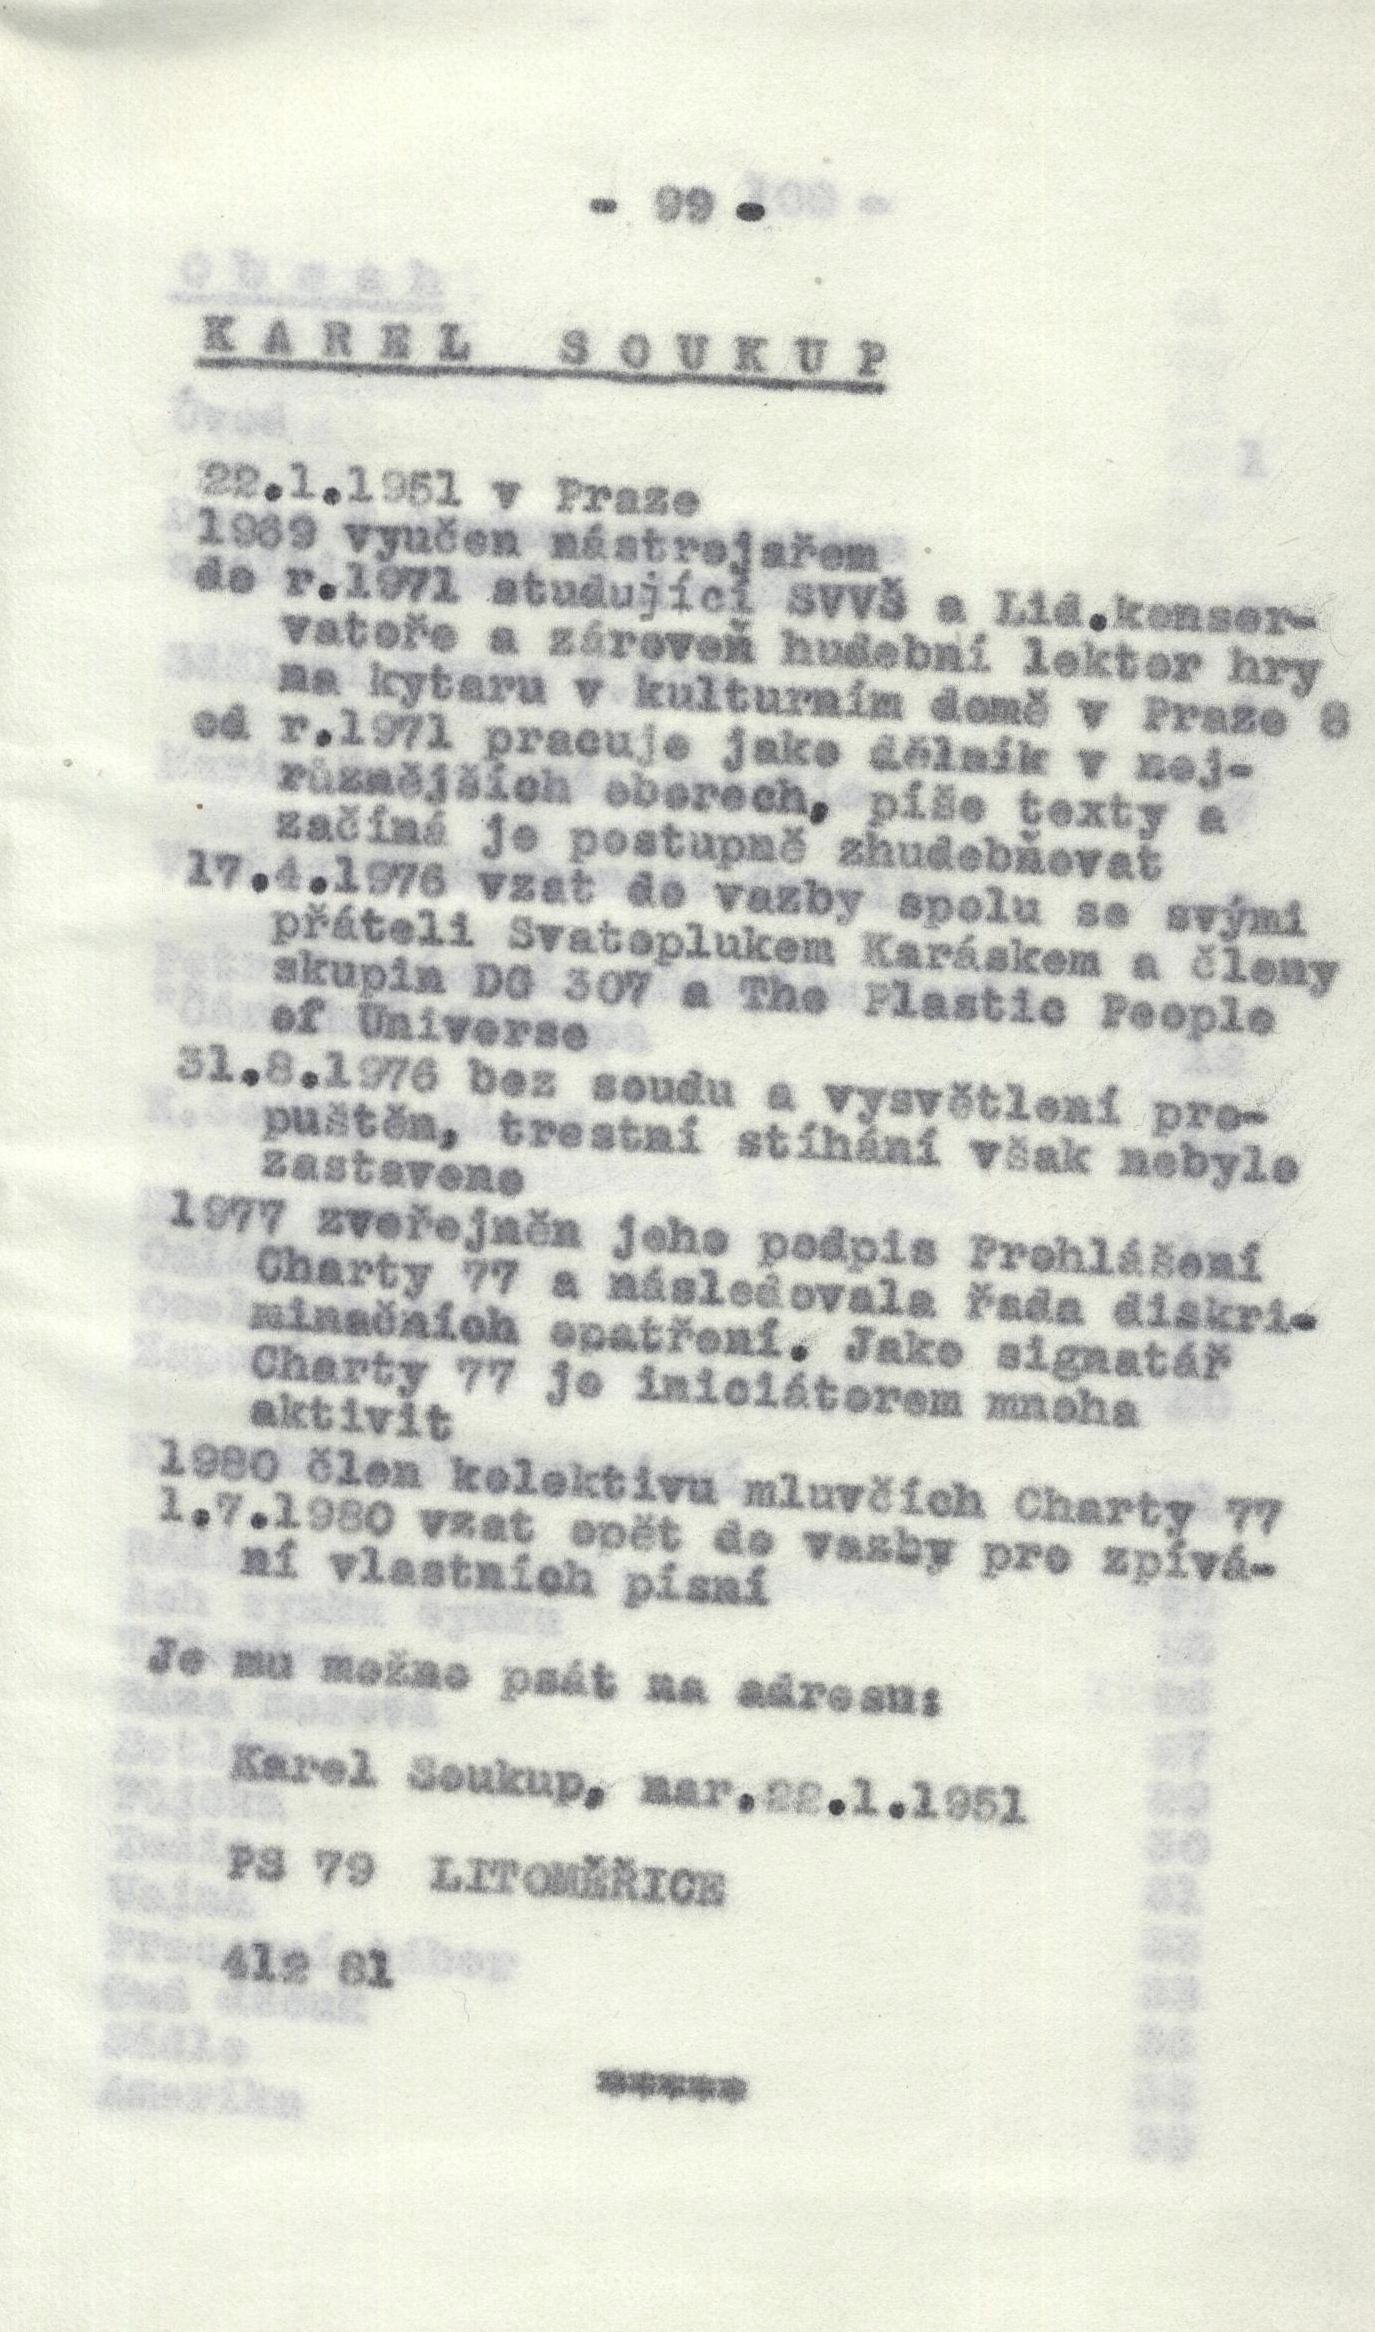 - 99 -
KAREL SOUKUP
22.1.1951 v Praze
1969 vyučen nástrojařem
do r.1971 studující SVVŠ a Lid.konser-
vatoře a zároveň hudební lektor hry
na kytaru v kulturním domě v Praze 8
od r.1971 pracuje jako dělník v nej-
různějších oborech, píše texty a
začíná je postupně zhudebňovat
17.4.1976 vzat do vazby spolu se svými
přáteli Svatoplukem Karáskem a členy
skupin DG 307 a The Plastic People
of Universe
31.8.1976 bez soudu a vysvětlení pro-
puštěn, trestní stíhání však nebylo
zastaveno
1977 zveřejněn jeho podpis Prohlášení
Charty 77 a následovala řada diskri-
minačních opatření. Jako signatář
Charty 77 je iniciátorem mnoha
aktivit
1980 člen kolektivu mluvčích Charty 77
1.7.1980 vzat opět do vazby pro zpívá-
ní vlastních písní
Je mu možno psát na adresu:
Karel Soukup, nar.22.1.1951
PS 79 LITOMĚŘICE
412 81
*****